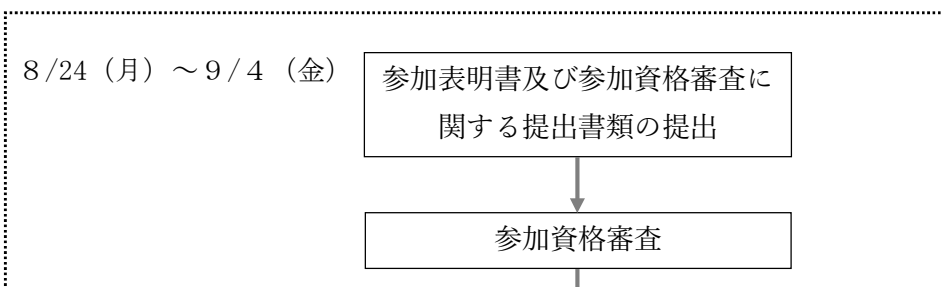 ８/24（月）～９/４（金）
参加表明書及び参加資格審査に
関する提出書類の提出
参加資格審査